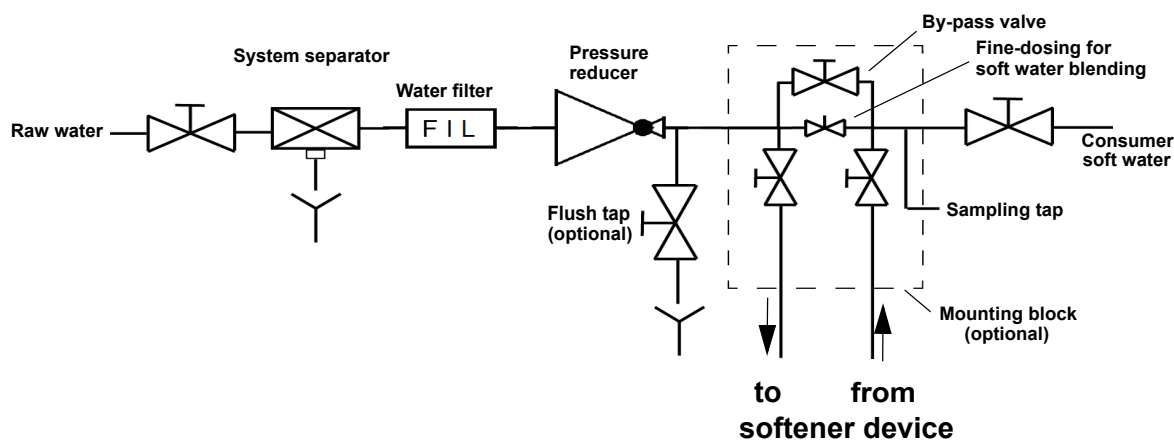 By-pass valve
System separator
Pressure
reducer
Fine-dosing for
soft water blending
Water filter
Raw water
FIL
Consumer
soft water
Flush tap
(optional)
Sampling tap
Mounting block
(optional)
to from
softener device